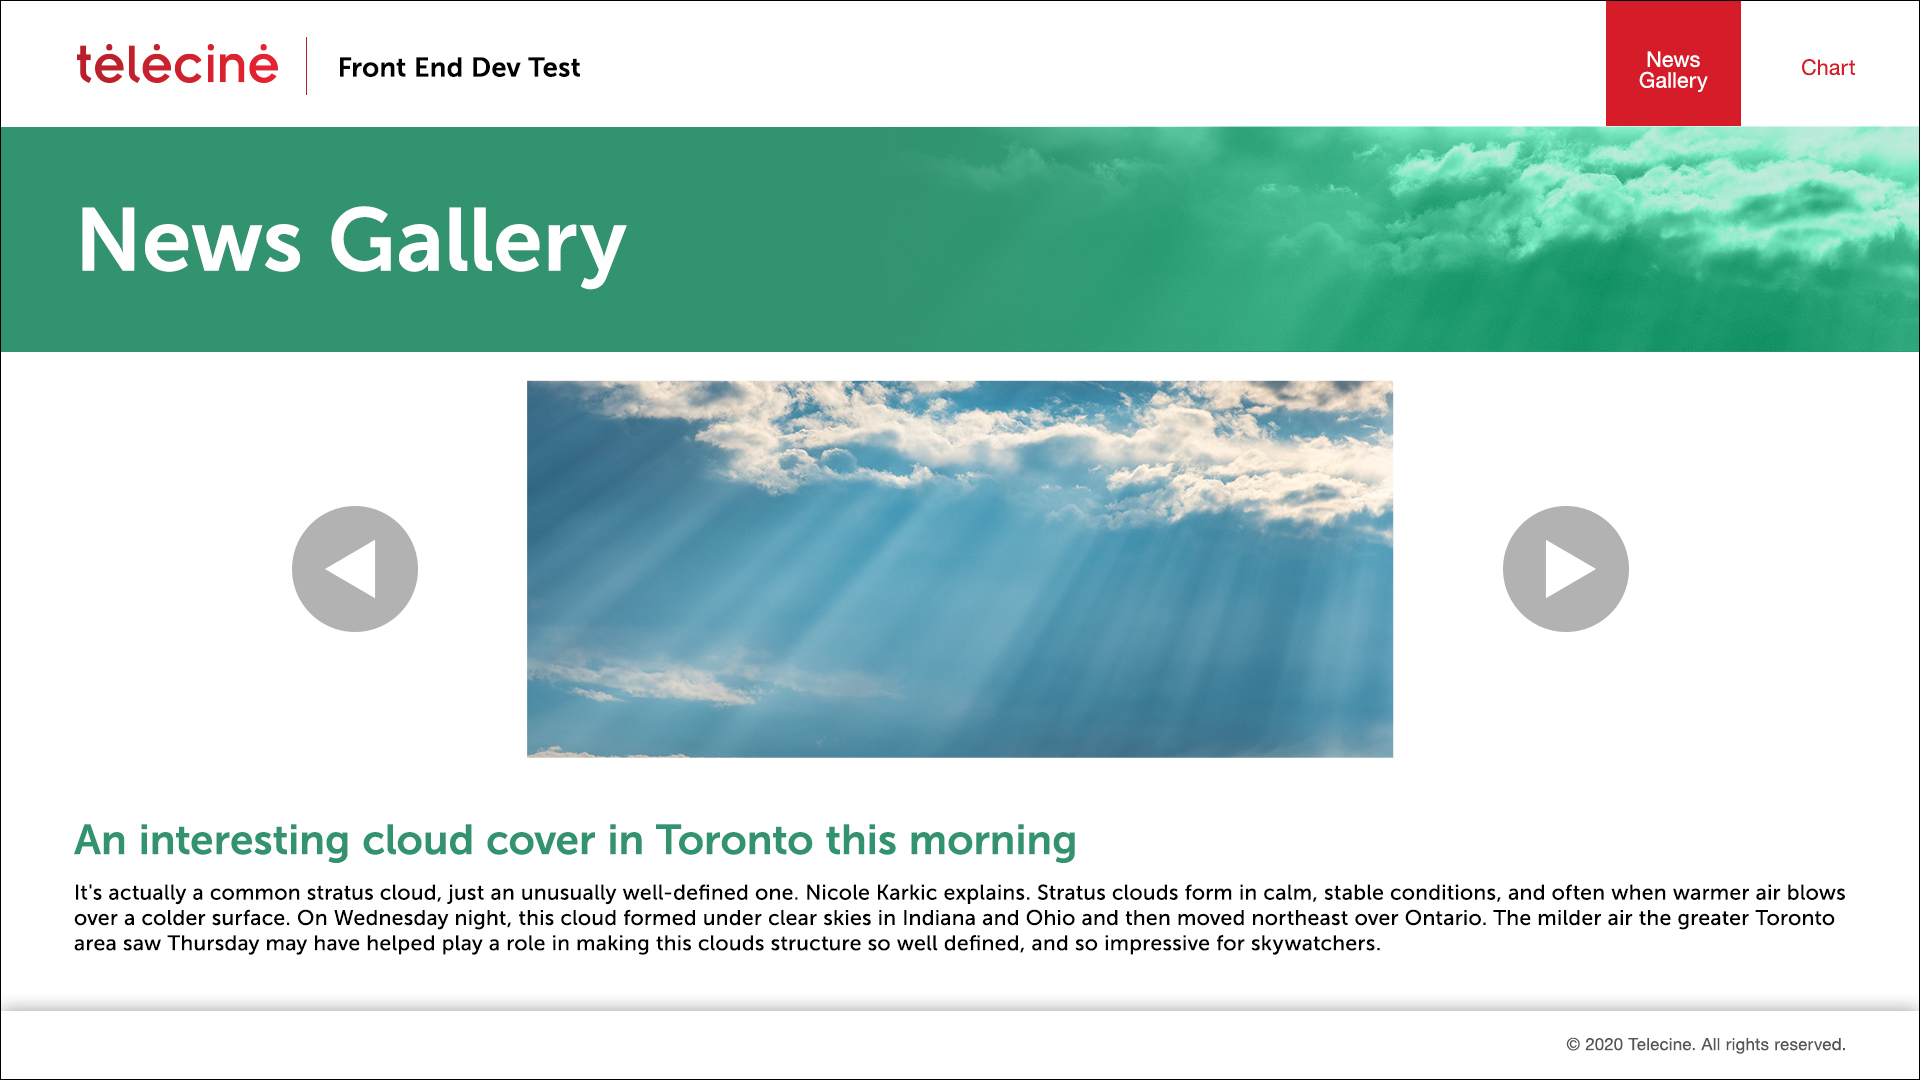 tėlėcinė
Front End Dev Test
News
Gallery
Chart
News Gallery
An interesting cloud cover in Toronto this morning
It's actually a common stratus cloud, just an unusually well-defined one. Nicole Karkic explains. Stratus clouds form in calm, stable conditions, and often when warmer air blows
over a colder surface. On Wednesday night, this cloud formed under clear skies in Indiana and Ohio and then moved northeast over Ontario. The milder air the greater Toronto
area saw Thursday may have helped play a role in making this clouds structure so well defined, and so impressive for skywatchers.
© 2020 Telecine. All rights reserved.